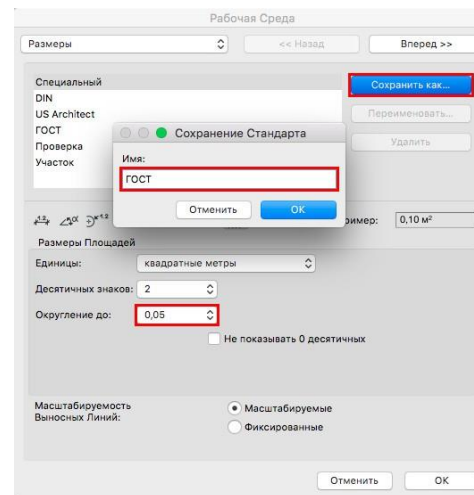 Рабочая Среда
Размеры
<< Назад
Вперед >>
Специальный
DIN
US Architect
ГОСТ
Проверка
Участок
Сохранить как...
Переименовать...
Удалить
Сохранение Стандарта
Имя:
ГОСТ
Отменить
OK
0,10 м²
Размеры Площадей
Единицы:
квадратные метры
Десятичных знаков:
2
Округление до:
0,05
Не показывать 0 десятичных
Масштабируемость
Выносных Линий:
Масштабируемые
Фиксированные
Отменить
OK